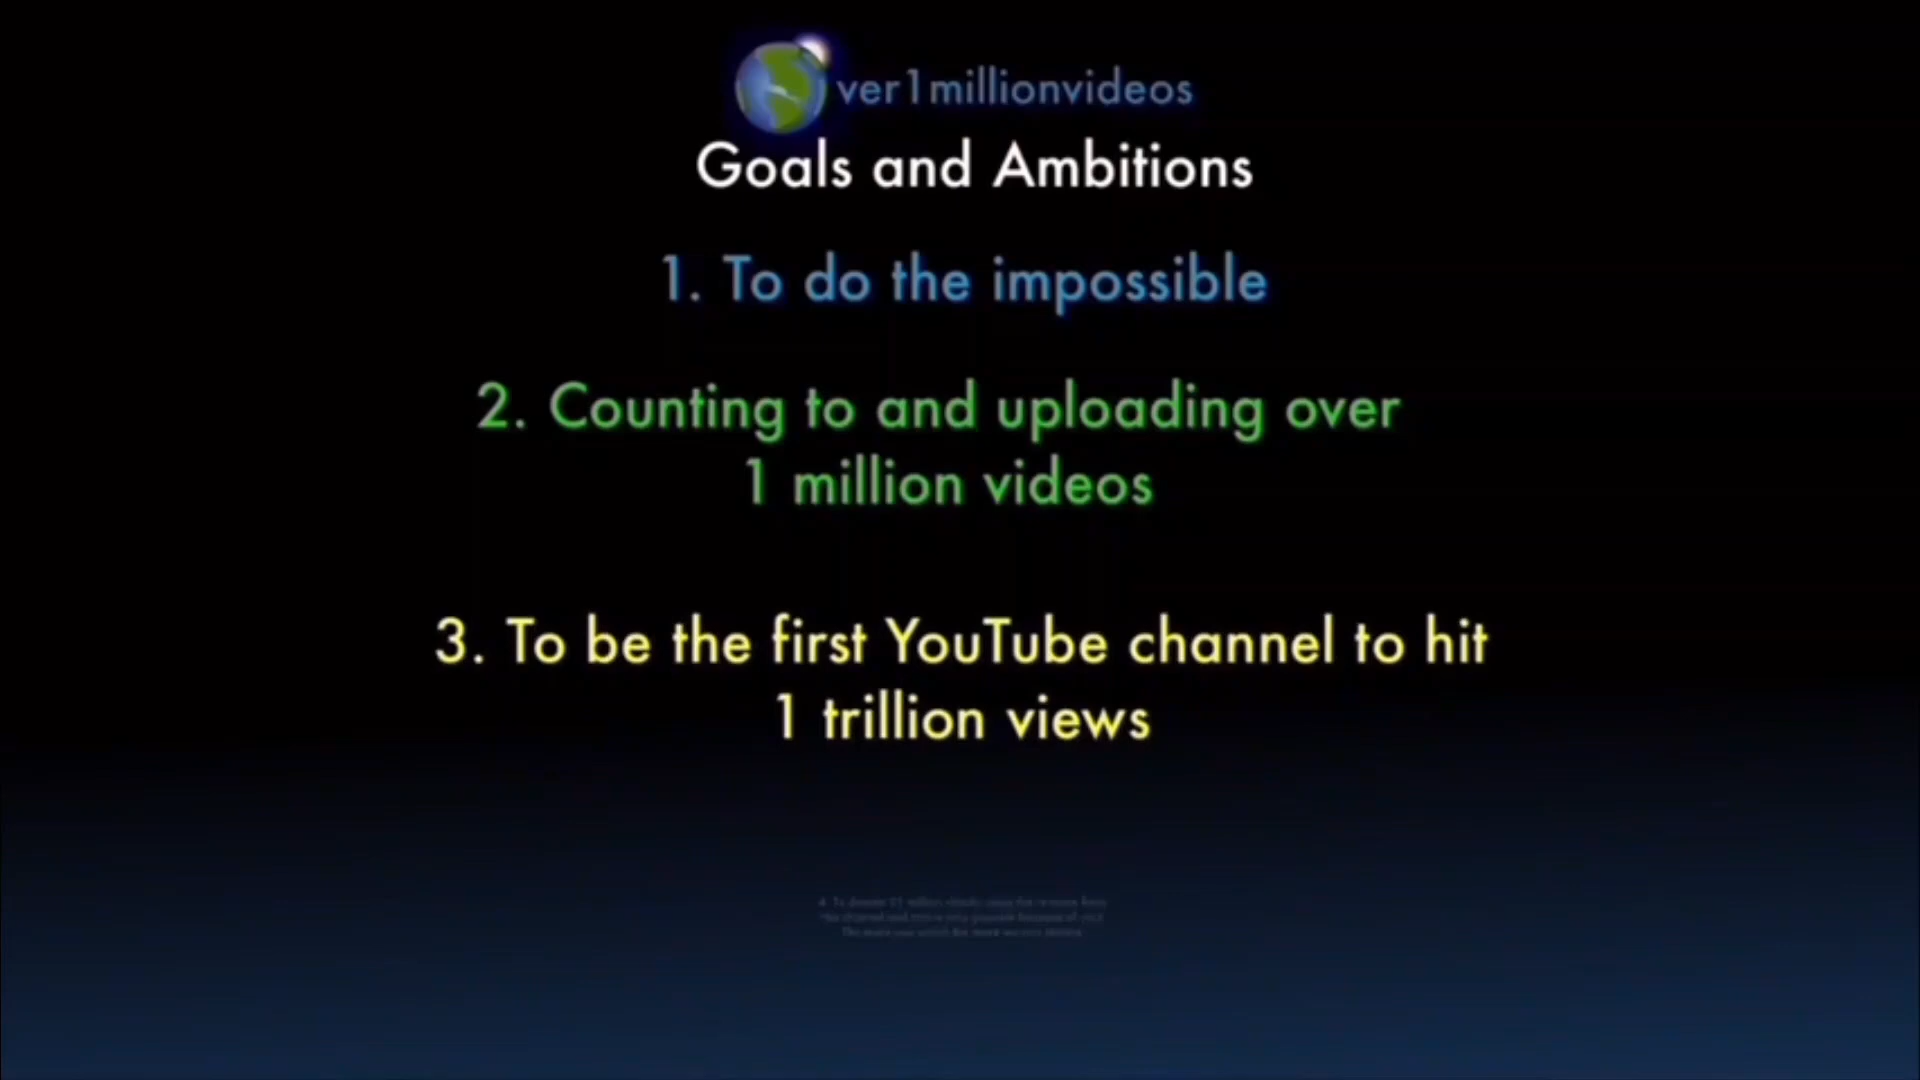 ver1millionvideos
Goals and Ambitions
1. To do the impossible
2. Counting to and uploading over
1 million videos
3. To be the first YouTube channel to hit
1 trillion views